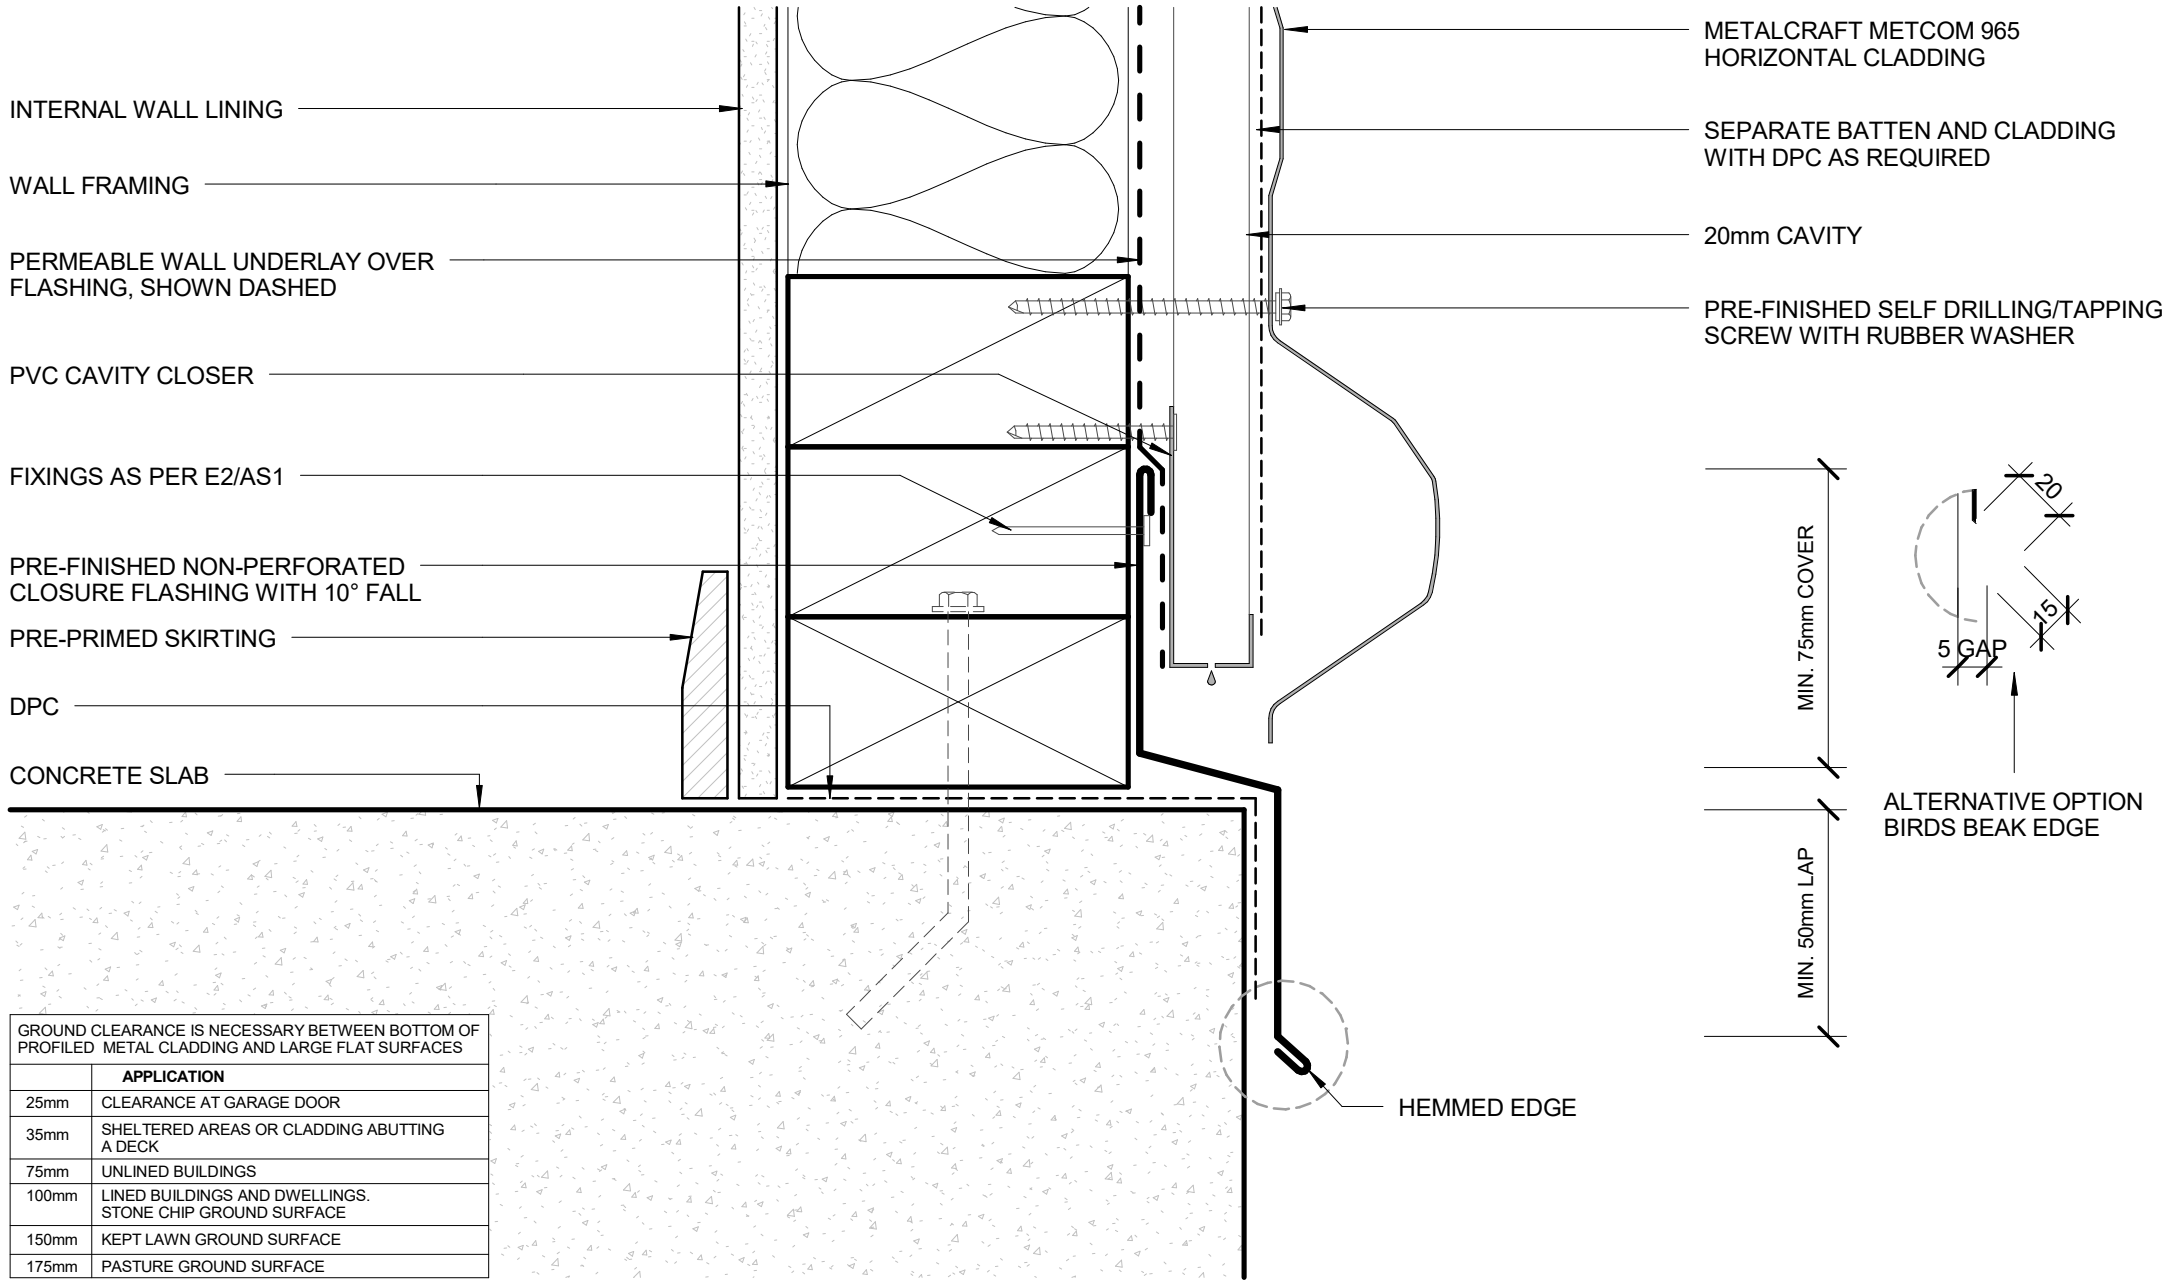 INTERNAL WALL LINING
WALL FRAMING
PERMEABLE WALL UNDERLAY OVER
FLASHING, SHOWN DASHED
PVC CAVITY CLOSER
FIXINGS AS PER E2/AS1
PRE-FINISHED NON-PERFORATED
CLOSURE FLASHING WITH 10° FALL
PRE-PRIMED SKIRTING
DPC
CONCRETE SLAB
METALCRAFT METCOM 965
HORIZONTAL CLADDING
SEPARATE BATTEN AND CLADDING
WITH DPC AS REQUIRED
20mm CAVITY
PRE-FINISHED SELF DRILLING/TAPPING
SCREW WITH RUBBER WASHER
MIN. 75mm COVER
MIN. 50mm LAP
20
15
5 GAP
ALTERNATIVE OPTION
BIRDS BEAK EDGE
HEMMED EDGE
GROUND CLEARANCE IS NECESSARY BETWEEN BOTTOM OF
PROFILED METAL CLADDING AND LARGE FLAT SURFACES
APPLICATION
25mm CLEARANCE AT GARAGE DOOR
35mm SHELTERED AREAS OR CLADDING ABUTTING
A DECK
75mm UNLINED BUILDINGS
100mm LINED BUILDINGS AND DWELLINGS.
STONE CHIP GROUND SURFACE
150mm KEPT LAWN GROUND SURFACE
175mm PASTURE GROUND SURFACE